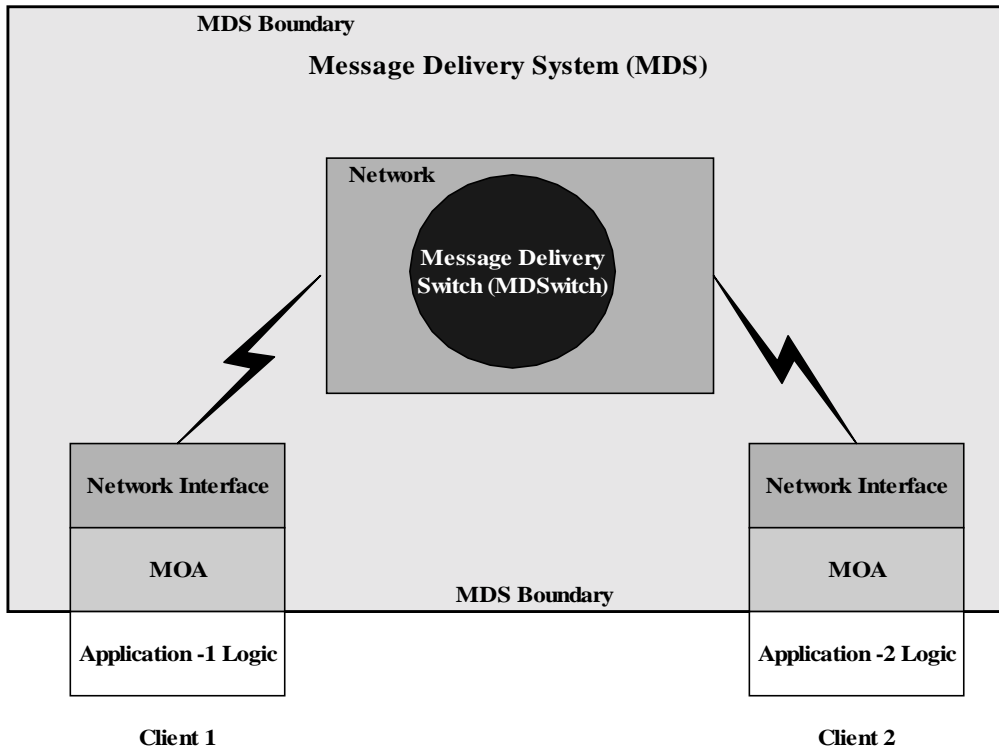 MDS Boundary
Message Delivery System (MDS)
Network
Message Delivery
Switch (MDSwitch)
Network Interface
Network Interface
MOA
MOA
MDS Boundary
Application -1 Logic
Application -2 Logic
Client 1
Client 2